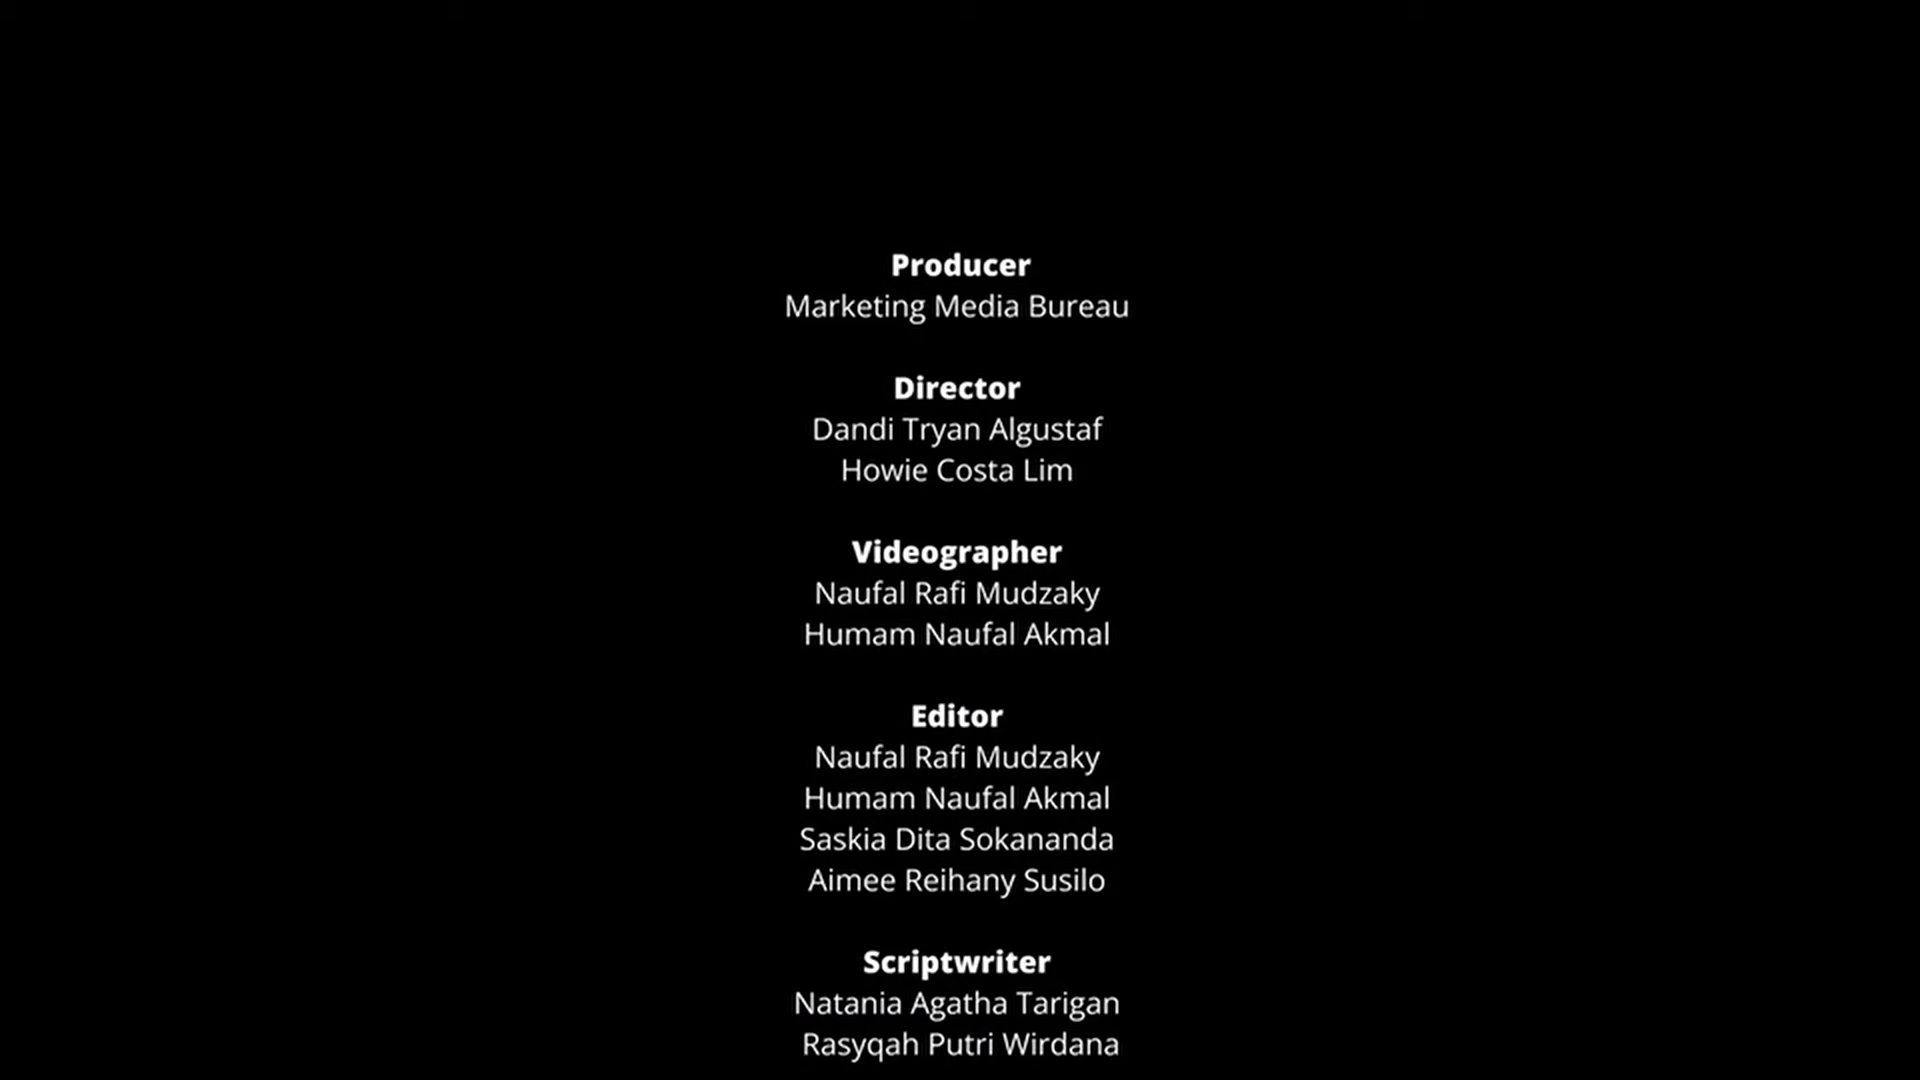 Producer
Marketing Media Bureau
Director
Dandi Tryan Algustaf
Howie Costa Lim
Videographer
Naufal Rafi Mudzaky
Humam Naufal Akmal
Editor
Naufal Rafi Mudzaky
Humam Naufal Akmal
Saskia Dita Sokananda
Aimee Reihany Susilo
Scriptwriter
Natania Agatha Tarigan
Rasyqah Putri Wirdana